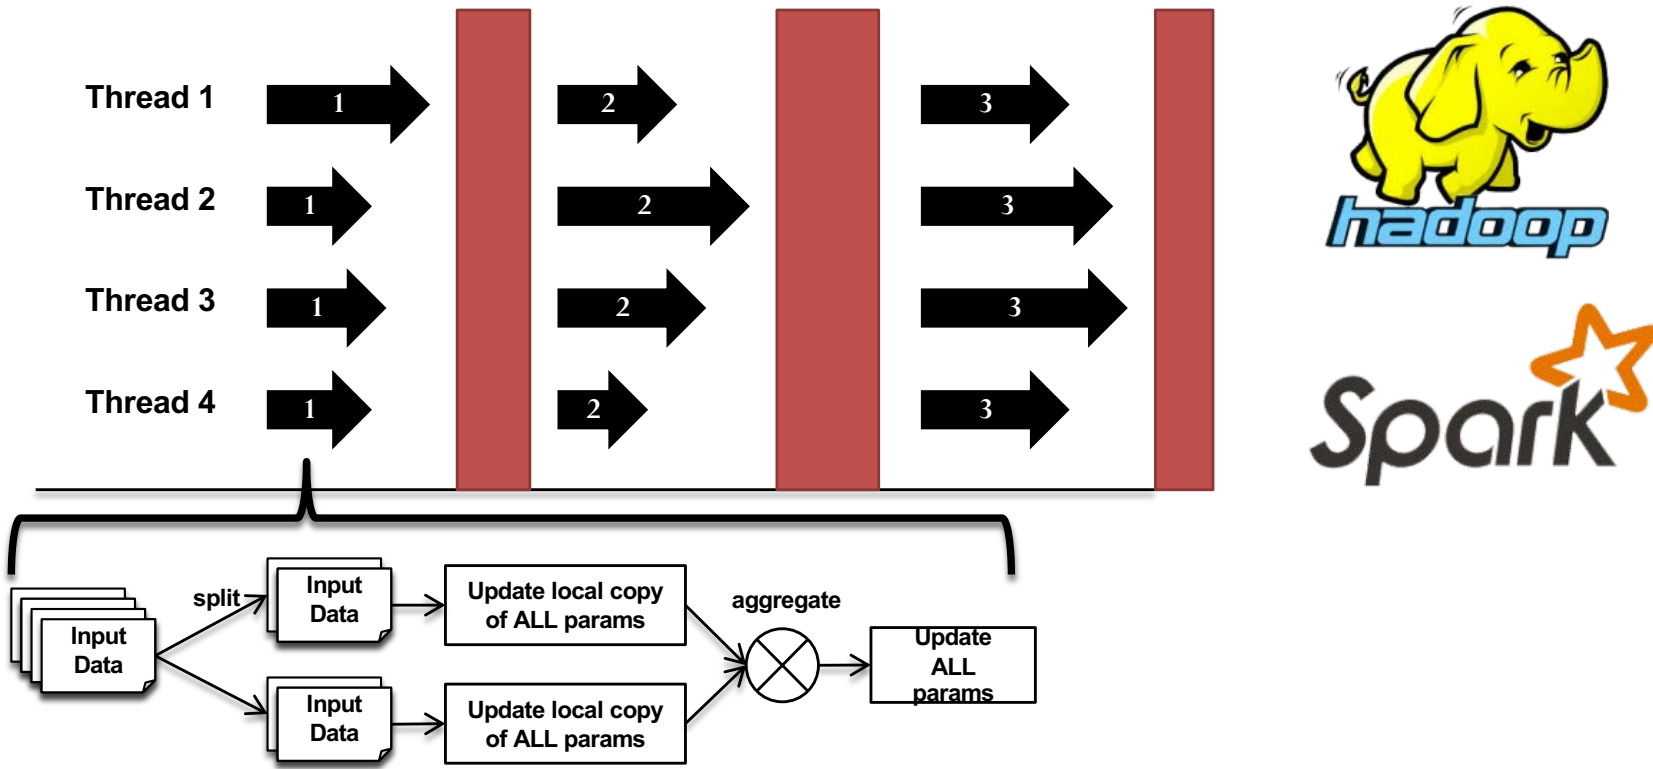 Thread 1
1
2
3
Thread 2
1
2
3
Thread 3
1
2
3
Thread 4
1
2
3
hadoop
Spark
Input
Data
split
Input
Data
Update local copy
of ALL params
Input
Data
Update local copy
of ALL params
aggregate
Update
ALL
params